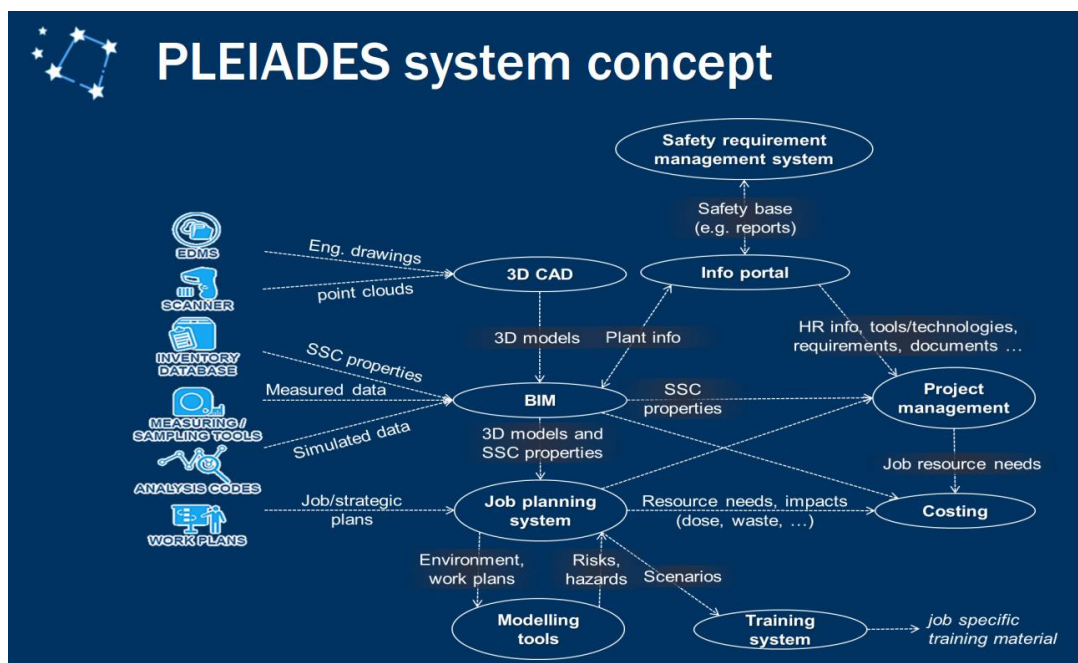 PLEIADES system concept
Safety requirement
management system
Safety base
(e.g. reports)
EDMS
Eng. drawings
3D CAD
Info portal
SCANNER
point clouds
HR info, tools/technologies,
requirements, documents ...
3D models
Plant info
INVENTORY
DATABASE
SSC properties
Measured data
BIM
SSC
properties
Project
management
MEASURING /
SAMPLING TOOLS
Simulated data
3D models and
SSC properties
Job resource needs
ANALYSIS CODES
Job/strategic
plans
Job planning
system
Resource needs, impacts
(dose, waste, ...)
Costing
WORK PLANS
Environment,
work plans
Risks,
hazards
Scenarios
Modelling
tools
Training
system
job specific
training material